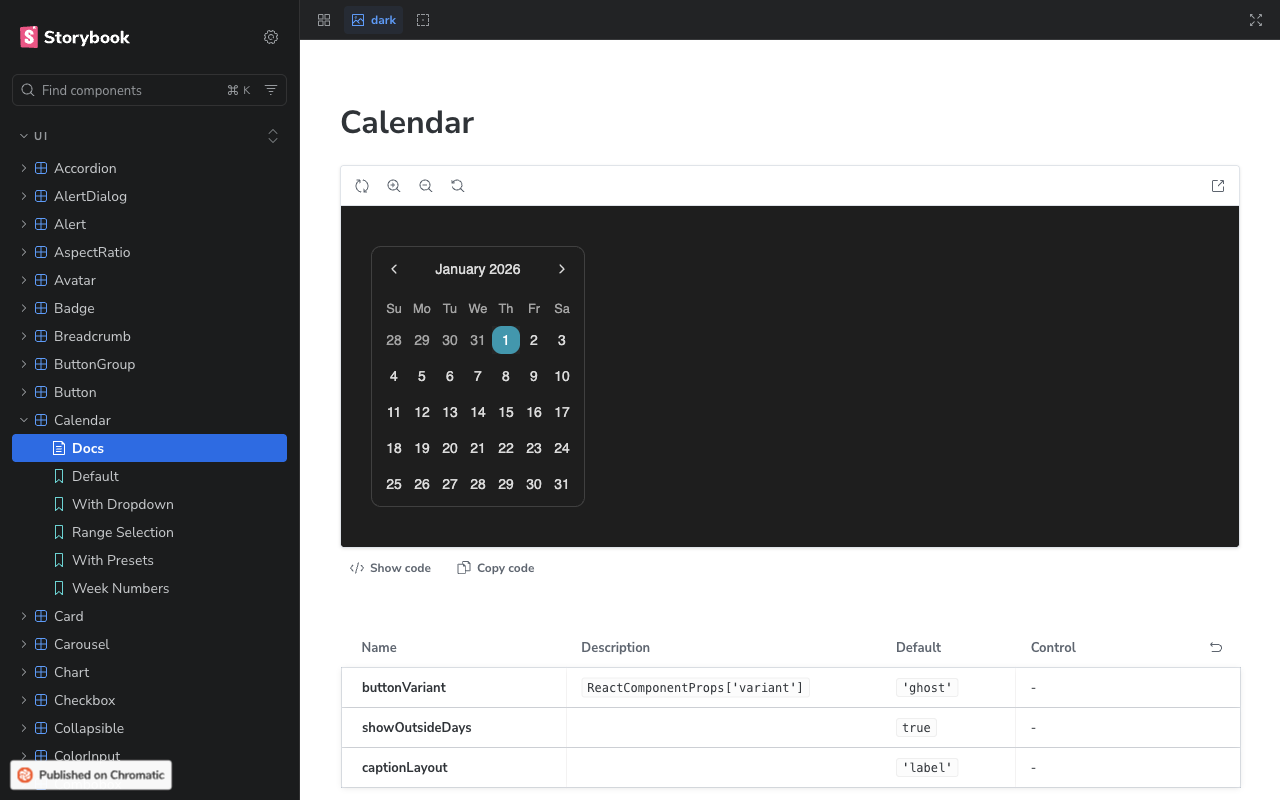 Storybook
Find components
⌘ K
UI
Accordion
AlertDialog
Alert
AspectRatio
Avatar
Badge
Breadcrumb
ButtonGroup
Button
Calendar
Docs
Default
With Dropdown
Range Selection
With Presets
Week Numbers
Card
Carousel
Chart
Checkbox
Collapsible
ColorInput
Published on Chromatic
dark
Calendar
January 2026
Su Mo Tu We Th Fr Sa
28 29 30 31 1 2 3
4 5 6 7 8 9 10
11 12 13 14 15 16 17
18 19 20 21 22 23 24
25 26 27 28 29 30 31
Show code
Copy code
Name Description Default Control
buttonVariant ReactComponentProps['variant'] 'ghost' -
showOutsideDays true -
captionLayout 'label' -